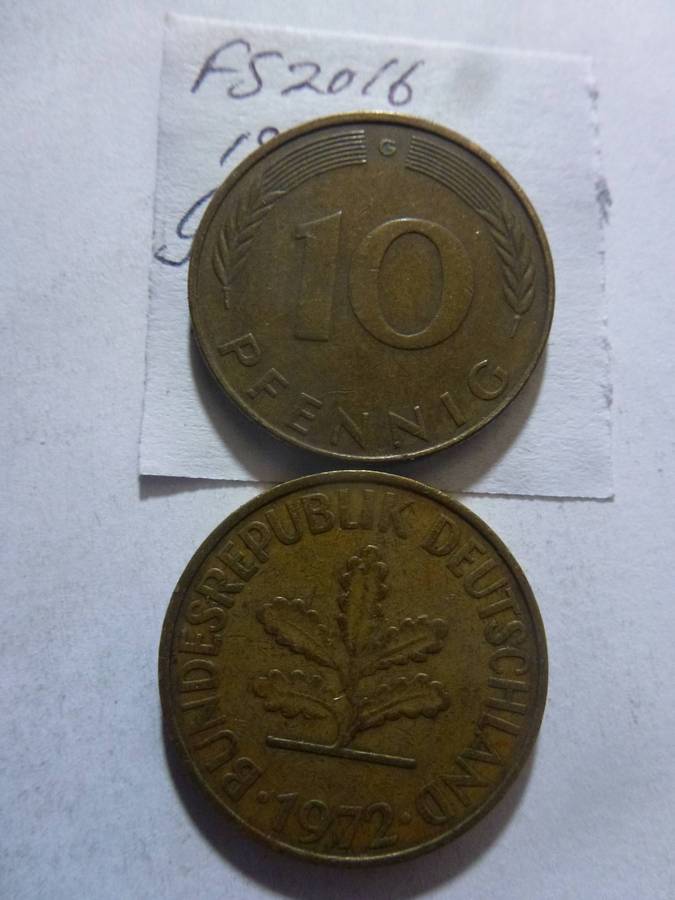 FS2016
G
10
PFENNIG
BUNDESREPUBLIK DEUTSCHLAND
· 1972 ·